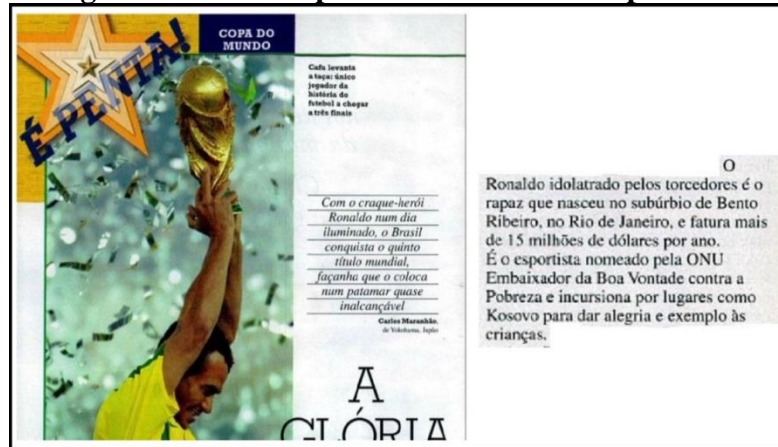 É PENTA!
COPA DO
MUNDO
Cafu levanta
a taça: único
jogador da
história do
futebol a chegar
a três finais
Com o craque-herói
Ronaldo num dia
iluminado, o Brasil
conquista o quinto
título mundial,
façanha que o coloca
num patamar quase
inalcançável
Carlos Maranhão,
de Yokohama, Japão
A
GLÓRIA
O
Ronaldo idolatrado pelos torcedores é o
rapaz que nasceu no subúrbio de Bento
Ribeiro, no Rio de Janeiro, e fatura mais
de 15 milhões de dólares por ano.
É o esportista nomeado pela ONU
Embaixador da Boa Vontade contra a
Pobreza e incursiona por lugares como
Kosovo para dar alegria e exemplo às
crianças.